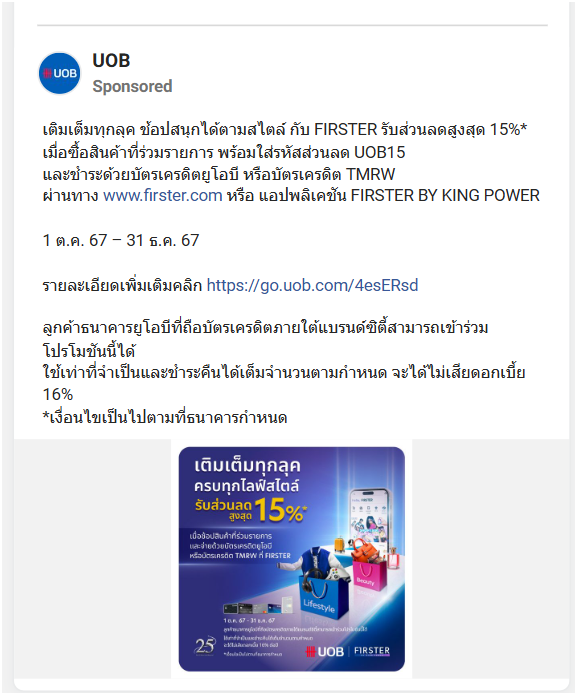 UOB
UOB
Sponsored
เติมเต็มทุกลุค ช้อปสนุกได้ตามสไตล์ กับ FIRSTER รับส่วนลดสูงสุด 15%*
เมื่อซื้อสินค้าที่ร่วมรายการ พร้อมใส่รหัสส่วนลด UOB15
และชำระด้วยบัตรเครดิตยูโอบี หรือบัตรเครดิต TMRW
ผ่านทาง www.firster.com หรือ แอปพลิเคชัน FIRSTER BY KING POWER
1 ต.ค. 67 – 31 ธ.ค. 67
รายละเอียดเพิ่มเติมคลิก https://go.uob.com/4esERsd
ลูกค้าธนาคารยูโอบีที่ถือบัตรเครดิตภายใต้แบรนด์ซิตี้สามารถเข้าร่วม
โปรโมชันนี้ได้
ใช้เท่าที่จำเป็นและชำระคืนได้เต็มจำนวนตามกำหนด จะได้ไม่เสียดอกเบี้ย
16%
*เงื่อนไขเป็นไปตามที่ธนาคารกำหนด
เติมเต็มทุกลุค
ครบทุกไลฟ์สไตล์
รับส่วนลด
สูงสุด 15%*
เมื่อช้อปสินค้าที่ร่วมรายการ
และจ่ายด้วยบัตรเครดิตยูโอบี
หรือบัตรเครดิต TMRW ที่ FIRSTER
Beauty
Lifestyle
1 ต.ค. 67 - 31 ธ.ค. 67
25
UOB | FIRSTER